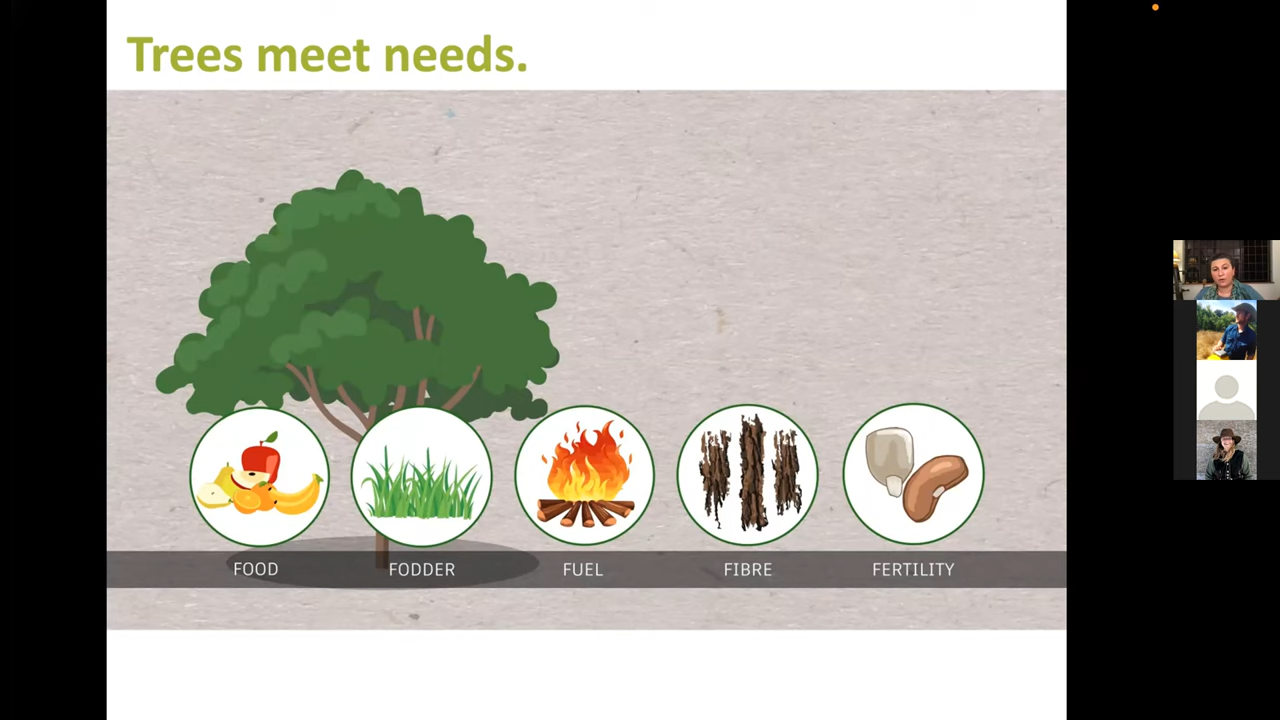 Trees meet needs.
FOOD
FODDER
FUEL
FIBRE
FERTILITY